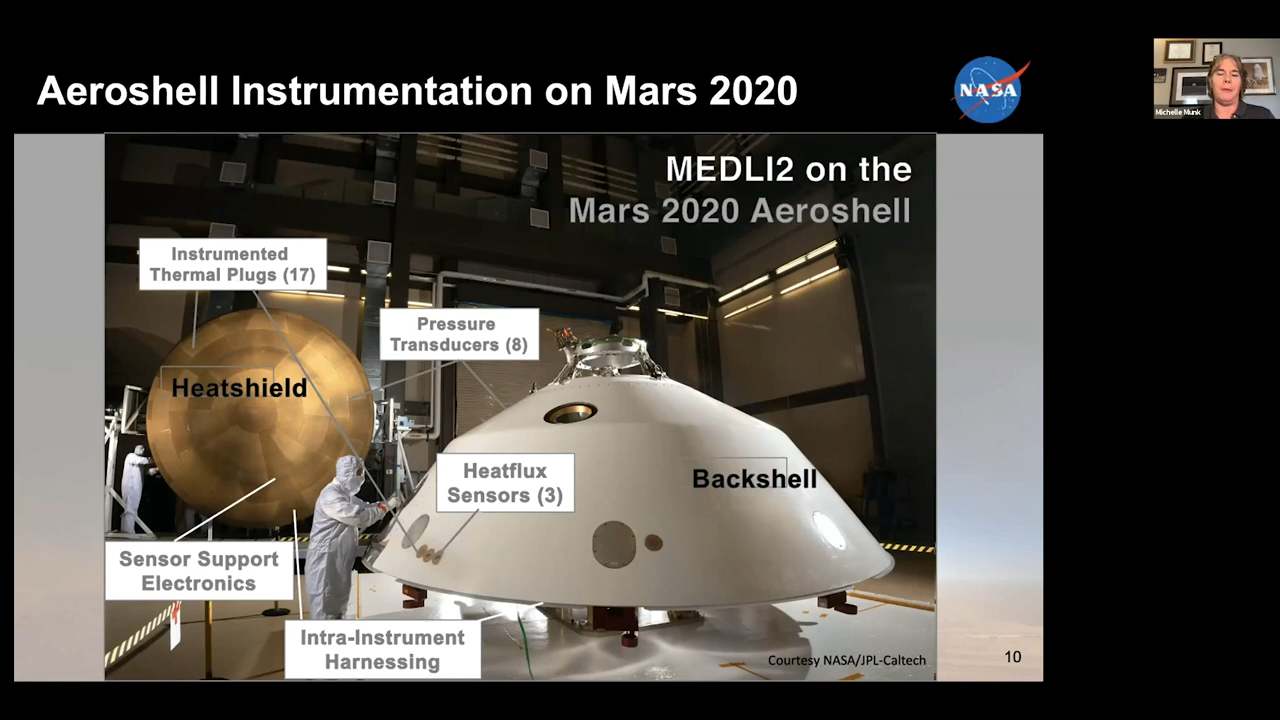 Aeroshell Instrumentation on Mars 2020
NASA
Michelle Munk
MEDLI2 on the
Mars 2020 Aeroshell
Instrumented
Thermal Plugs (17)
Pressure
Transducers (8)
Heatshield
Heatflux
Sensors (3)
Backshell
Sensor Support
Electronics
Intra-Instrument
Harnessing
Courtesy NASA/JPL-Caltech
10